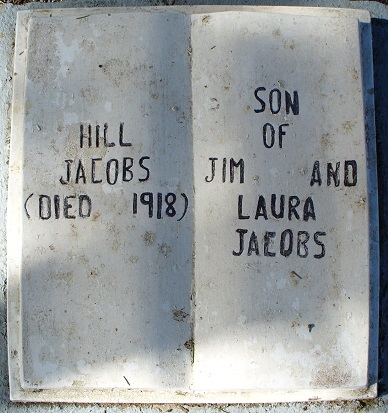 HILL
JACOBS
(DIED 1918)
SON
OF
JIM AND
LAURA
JACOBS